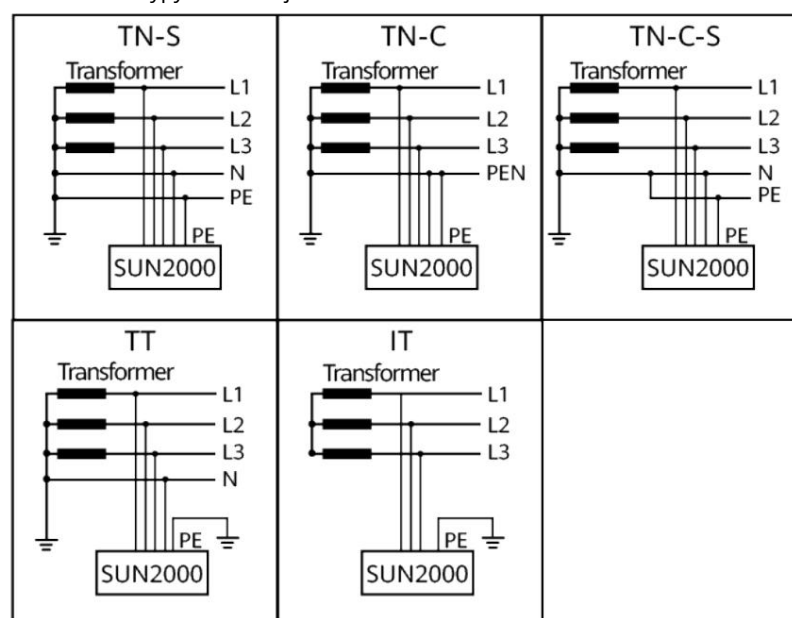 TN-S
Transformer
L1
L2
L3
N
PE
PE
SUN2000
TN-C
Transformer
L1
L2
L3
PEN
PE
SUN2000
TN-C-S
Transformer
L1
L2
L3
N
PE
PE
SUN2000
TT
Transformer
L1
L2
L3
N
PE
SUN2000
IT
Transformer
L1
L2
L3
PE
SUN2000